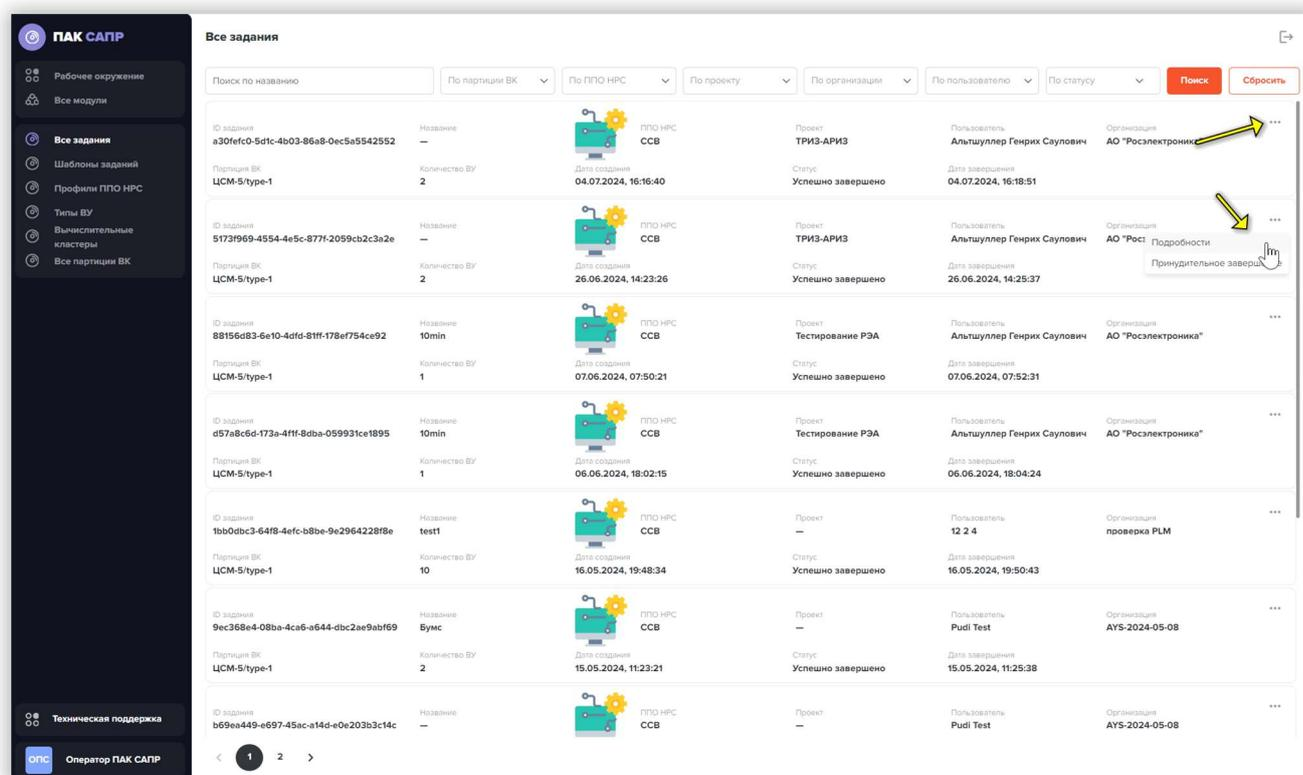 ПАК САПР
Рабочее окружение
Все модули
Все задания
Шаблоны заданий
Профили ППО НРС
Типы ВУ
Вычислительные
кластеры
Все партиции ВК
Техническая поддержка
ОПС Оператор ПАК САПР
Все задания
Поиск по названию По партиции ВК По ППО НРС По проекту По организации По пользователю По статусу Поиск Сбросить
ID задания Название ППО НРС Проект Пользователь Организация
a30fefc0-5d1c-4b03-86a8-0ec5a5542552 — ССВ ТРИЗ-АРИЗ Альтшуллер Генрих Саулович АО "Росэлектроника"
Партиция ВК Количество ВУ Дата создания Статус Дата завершения
ЦСМ-5/type-1 2 04.07.2024, 16:16:40 Успешно завершено 04.07.2024, 16:18:51
ID задания Название ППО НРС Проект Пользователь Организация
5173f969-4554-4e5c-877f-2059cb2c3a2e — ССВ ТРИЗ-АРИЗ Альтшуллер Генрих Саулович АО "Рос
Подробности
Принудительное завершение
Партиция ВК Количество ВУ Дата создания Статус Дата завершения
ЦСМ-5/type-1 2 26.06.2024, 14:23:26 Успешно завершено 26.06.2024, 14:25:37
ID задания Название ППО НРС Проект Пользователь Организация
88156d83-6e10-4dfd-81ff-178ef754ce92 10min ССВ Тестирование РЭА Альтшуллер Генрих Саулович АО "Росэлектроника"
Партиция ВК Количество ВУ Дата создания Статус Дата завершения
ЦСМ-5/type-1 1 07.06.2024, 07:50:21 Успешно завершено 07.06.2024, 07:52:31
ID задания Название ППО НРС Проект Пользователь Организация
d57a8c6d-173a-4f1f-8dba-059931ce1895 10min ССВ Тестирование РЭА Альтшуллер Генрих Саулович АО "Росэлектроника"
Партиция ВК Количество ВУ Дата создания Статус Дата завершения
ЦСМ-5/type-1 1 06.06.2024, 18:02:15 Успешно завершено 06.06.2024, 18:04:24
ID задания Название ППО НРС Проект Пользователь Организация
1bb0dbc3-64f8-4efc-b8be-9e2964228f8e test1 ССВ — 12 2 4 проверка PLM
Партиция ВК Количество ВУ Дата создания Статус Дата завершения
ЦСМ-5/type-1 10 16.05.2024, 19:48:34 Успешно завершено 16.05.2024, 19:50:43
ID задания Название ППО НРС Проект Пользователь Организация
9ec368e4-08ba-4ca6-a644-dbc2ae9abf69 Бумс ССВ — Pudi Test AYS-2024-05-08
Партиция ВК Количество ВУ Дата создания Статус Дата завершения
ЦСМ-5/type-1 2 15.05.2024, 11:23:21 Успешно завершено 15.05.2024, 11:25:38
ID задания Название ППО НРС Проект Пользователь Организация
b69ea449-e697-45ac-a14d-e0e203b3c14c — ССВ — Pudi Test AYS-2024-05-08
1 2